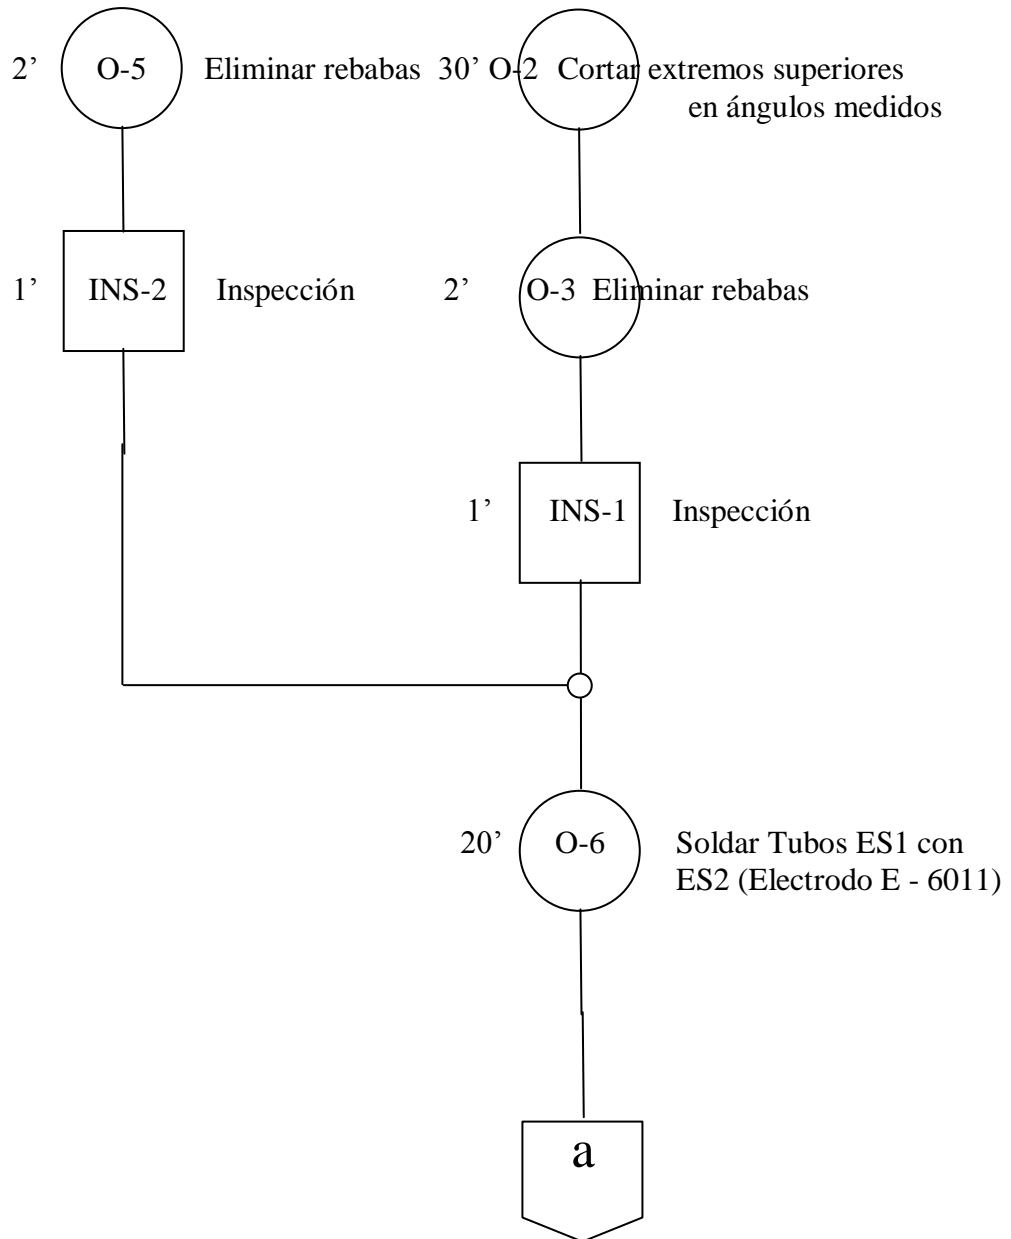 2’ O-5 Eliminar rebabas 30’ O-2 Cortar extremos superiores
en ángulos medidos
1’ INS-2 Inspección 2’ O-3 Eliminar rebabas
1’ INS-1 Inspección
20’ O-6 Soldar Tubos ES1 con
ES2 (Electrodo E - 6011)
a